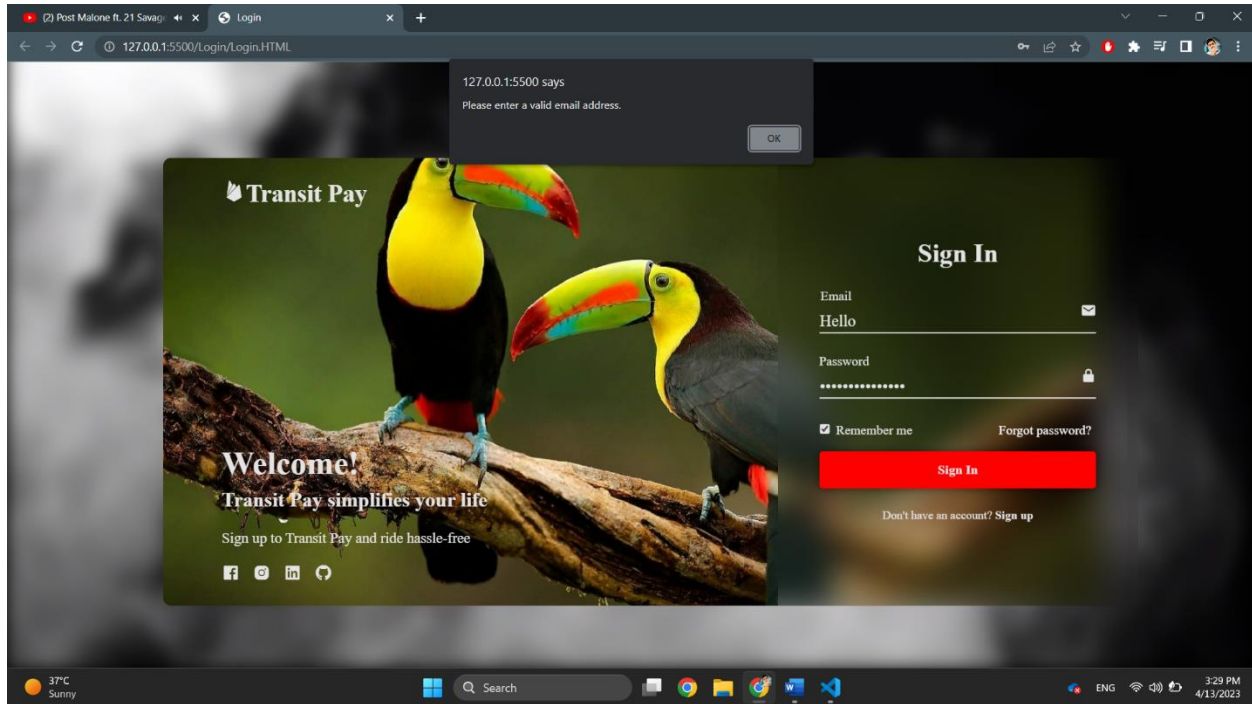 (2) Post Malone ft. 21 Savage
Login
127.0.0.1:5500/Login/Login.HTML
127.0.0.1:5500 says
Please enter a valid email address.
OK
Transit Pay
Sign In
Email
Hello
Password
Remember me
Forgot password?
Sign In
Don't have an account? Sign up
Welcome!
Transit Pay simplifies your life
Sign up to Transit Pay and ride hassle-free
37°C
Sunny
Search
ENG
3:29 PM
4/13/2023